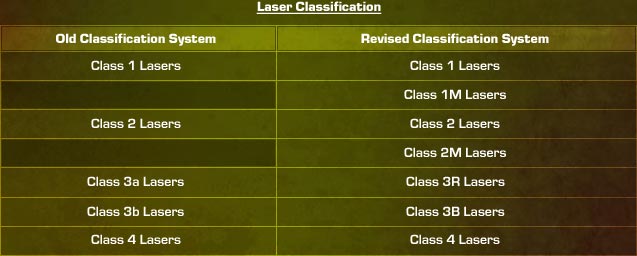 Laser Classification
Old Classification System Revised Classification System
Class 1 Lasers Class 1 Lasers
Class 1M Lasers
Class 2 Lasers Class 2 Lasers
Class 2M Lasers
Class 3a Lasers Class 3R Lasers
Class 3b Lasers Class 3B Lasers
Class 4 Lasers Class 4 Lasers